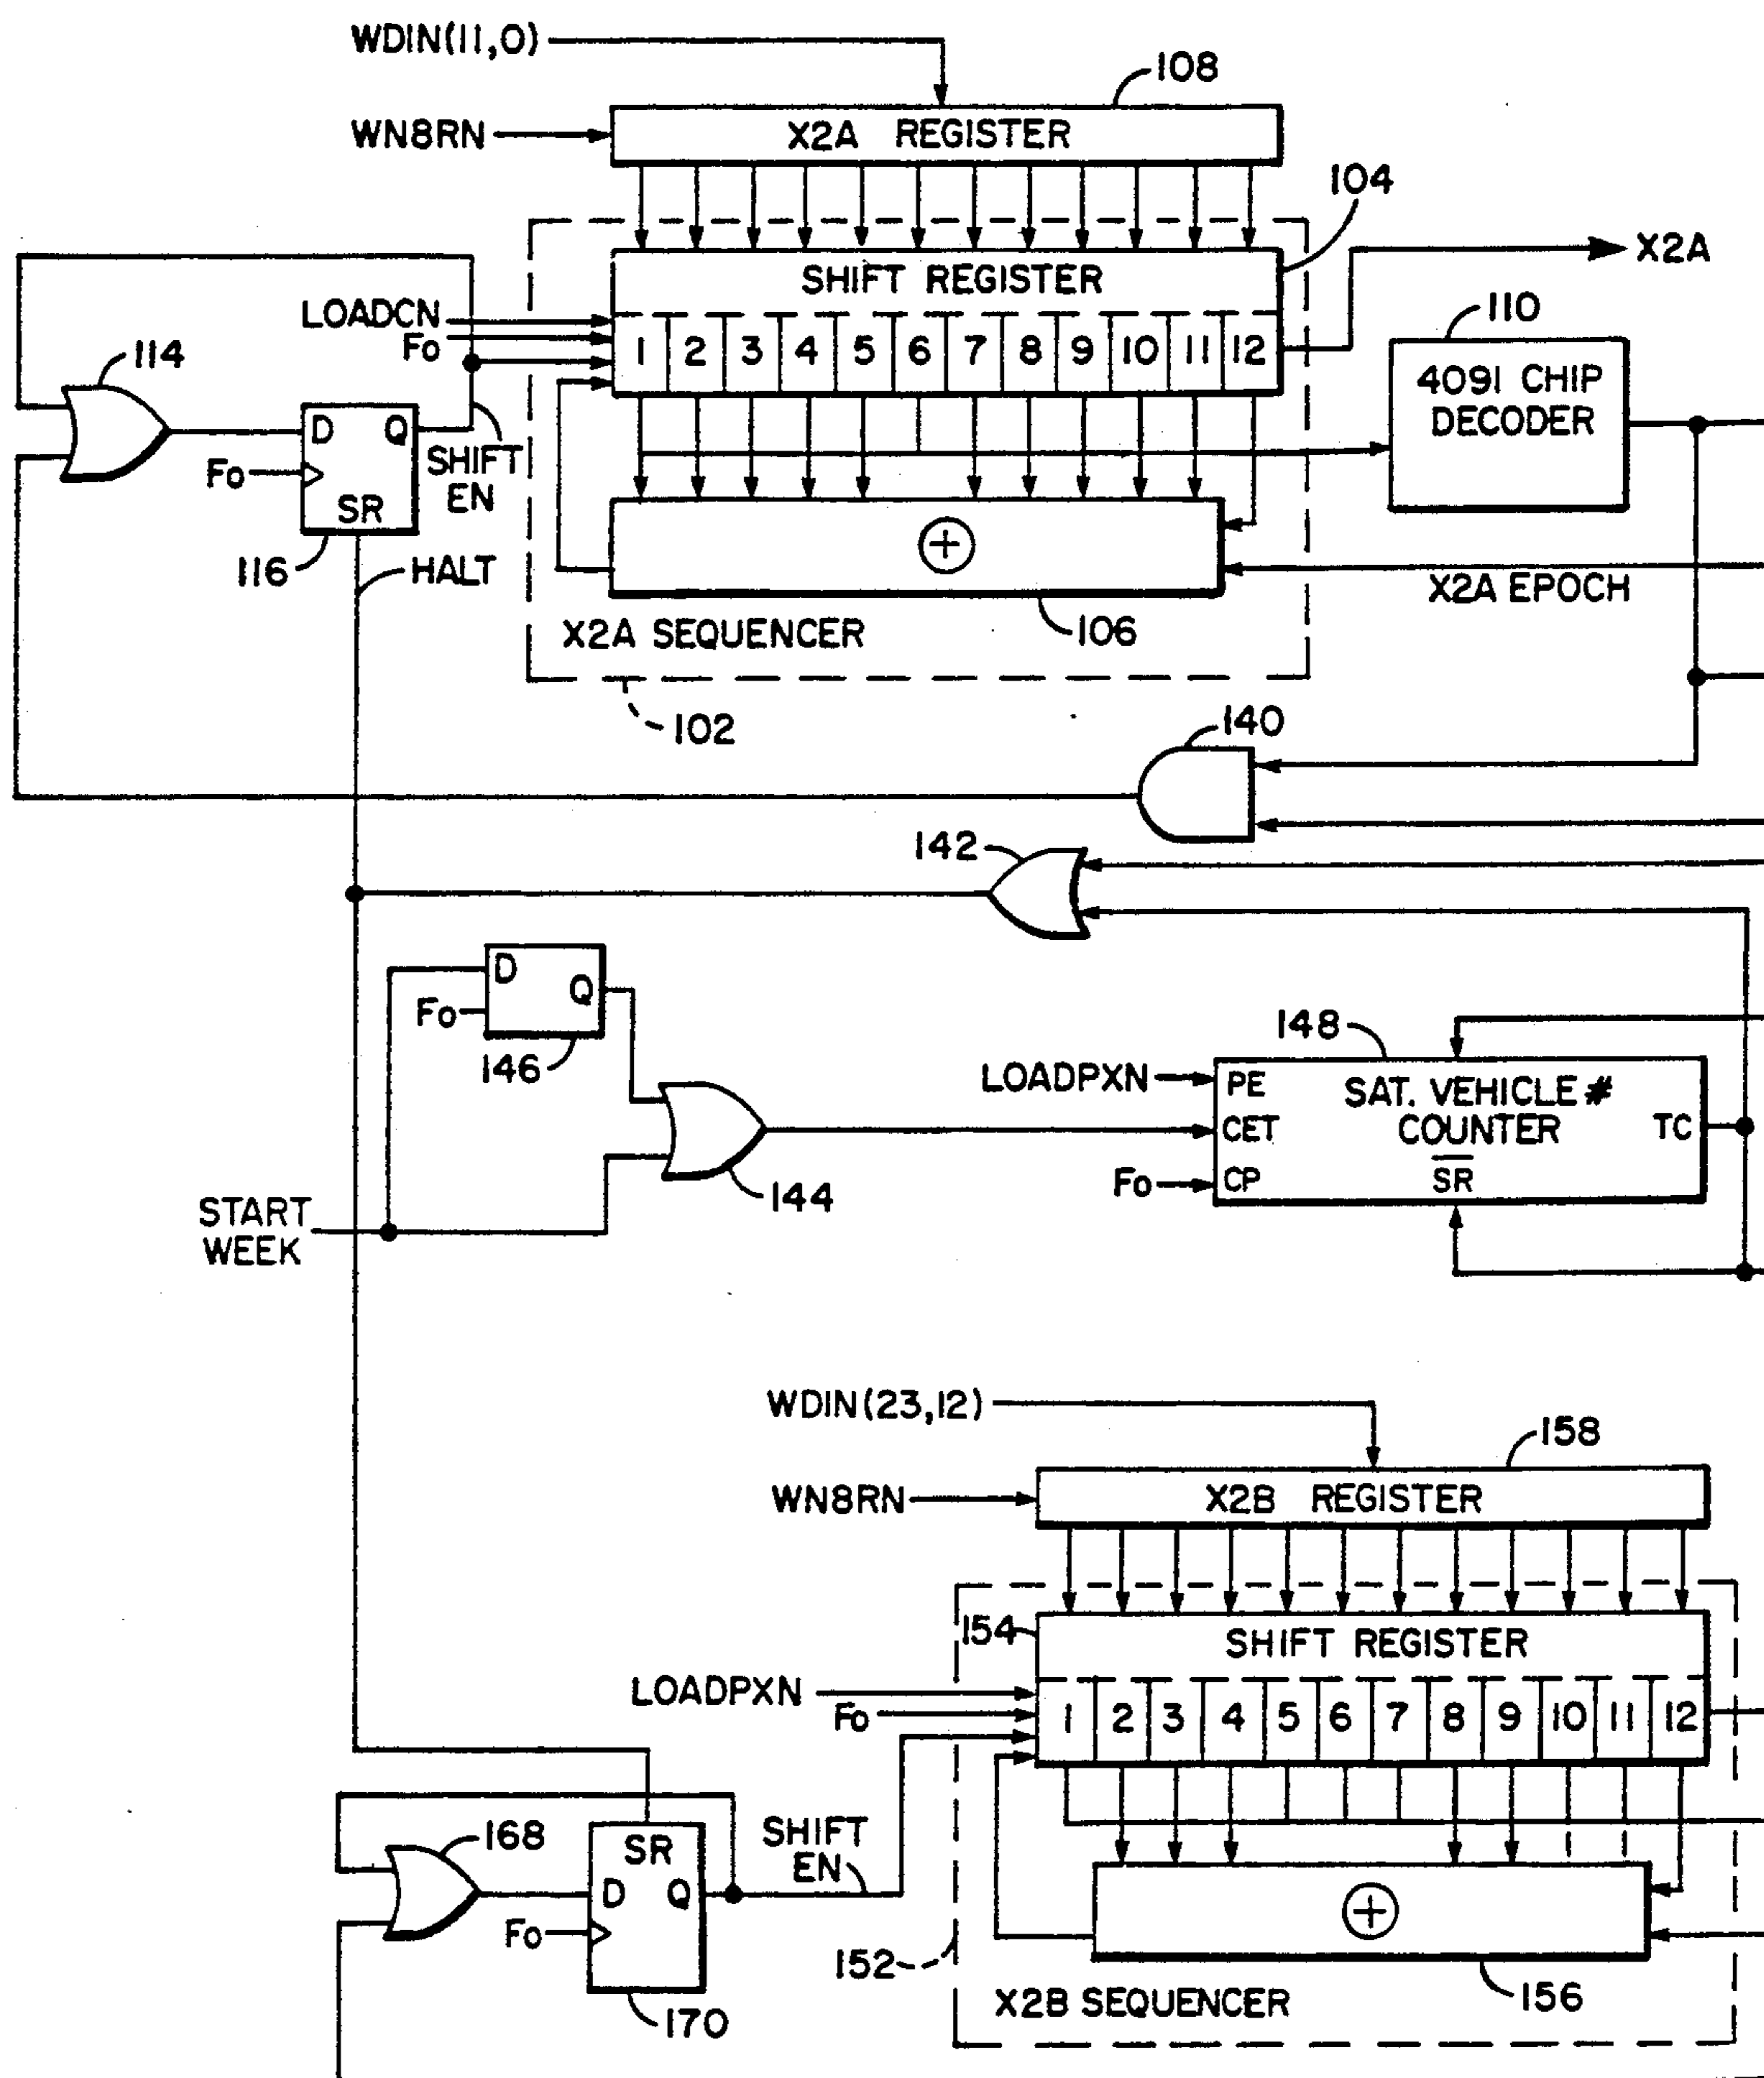 WDIN(11,0)
108
WN8RN
X2A REGISTER
104
SHIFT REGISTER
X2A
LOADCN
Fo
1 2 3 4 5 6 7 8 9 10 11 12
110
4091 CHIP
DECODER
114
D Q
Fo
SR
SHIFT
EN
116
HALT
X2A EPOCH
X2A SEQUENCER
106
102
140
142
D
Q
Fo
146
148
LOADPXN
PE
SAT. VEHICLE #
COUNTER
CET
TC
Fo
CP
SR
144
START
WEEK
WDIN(23,12)
158
WN8RN
X2B REGISTER
154
SHIFT REGISTER
LOADPXN
Fo
1 2 3 4 5 6 7 8 9 10 11 12
168
SR
D Q
Fo
SHIFT
EN
170
152
X2B SEQUENCER
156